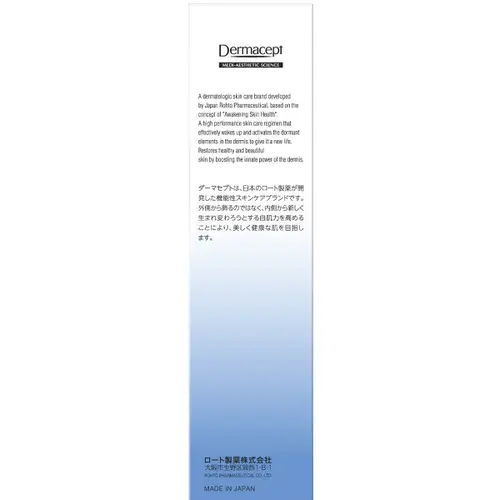 Dermacept
MEDI-AESTHETIC SCIENCE
A dermatologic skin care brand developed
by Japan Rohto Pharmaceutical, based on the
concept of "Awakening Skin Health".
A high performance skin care regimen that
effectively wakes up and activates the dormant
elements in the dermis to give it a new life.
Restores healthy and beautiful
skin by boosting the innate power of the dermis.
ダーマセプトは、日本のロート製薬が開
発した機能性スキンケアブランドです。
外側から飾るのではなく、内側から新しく
生まれ変わろうとする自肌力を高める
ことにより、美しく健康な肌を目指し
ます。
ロート製薬株式会社
大阪市生野区巽西1-8-1
ROHTO PHARMACEUTICAL CO.,LTD.
MADE IN JAPAN